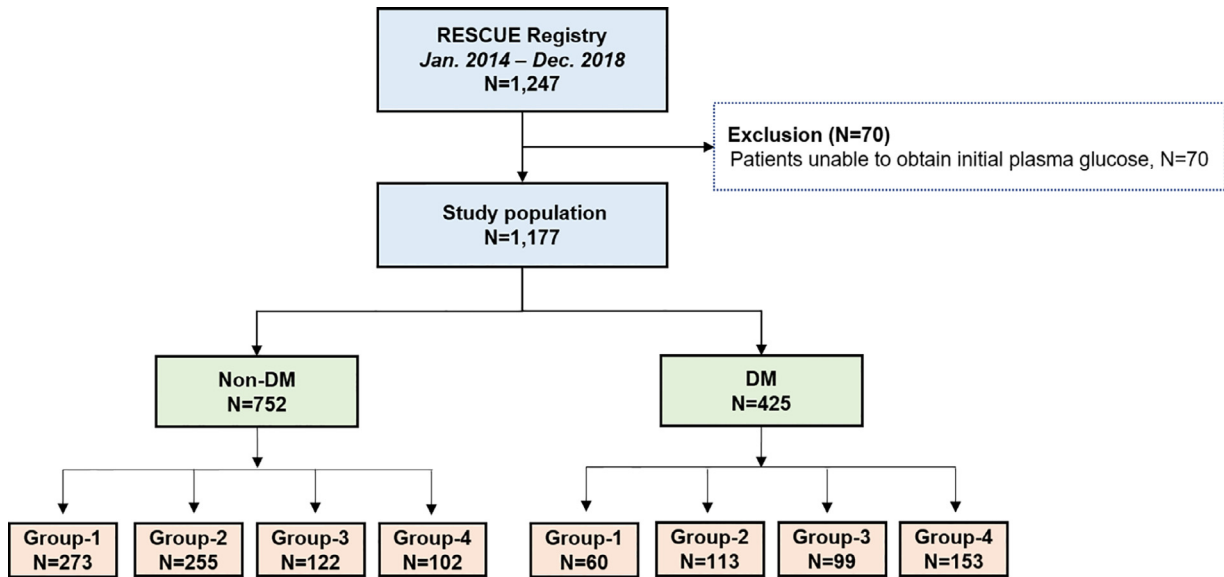 RESCUE Registry
Jan. 2014 – Dec. 2018
N=1,247
Exclusion (N=70)
Patients unable to obtain initial plasma glucose, N=70
Study population
N=1,177
Non-DM
N=752
DM
N=425
Group-1
N=273
Group-2
N=255
Group-3
N=122
Group-4
N=102
Group-1
N=60
Group-2
N=113
Group-3
N=99
Group-4
N=153